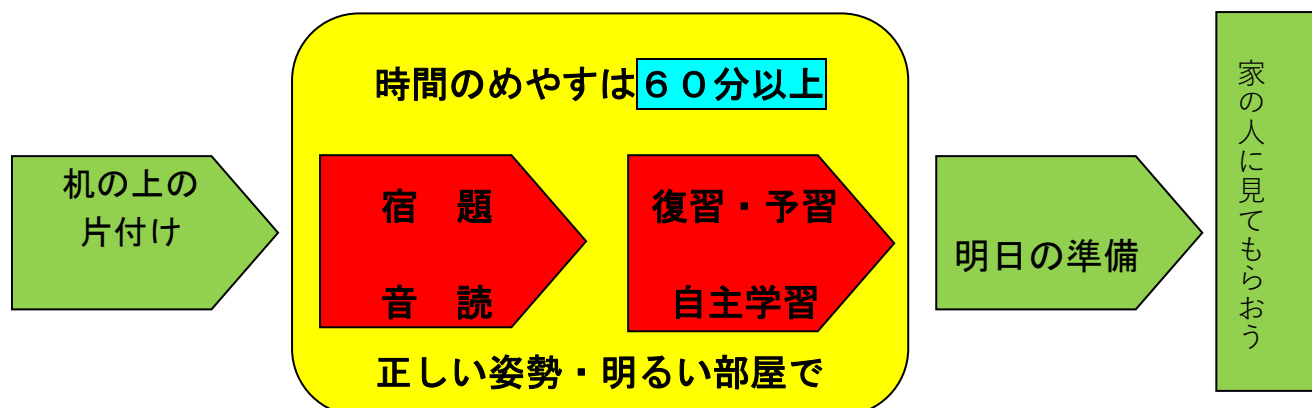 机の上の
片付け
時間のめやすは６０分以上
宿　題
音　読
復習・予習
自主学習
正しい姿勢・明るい部屋で
明日の準備
家の人に見てもらおう